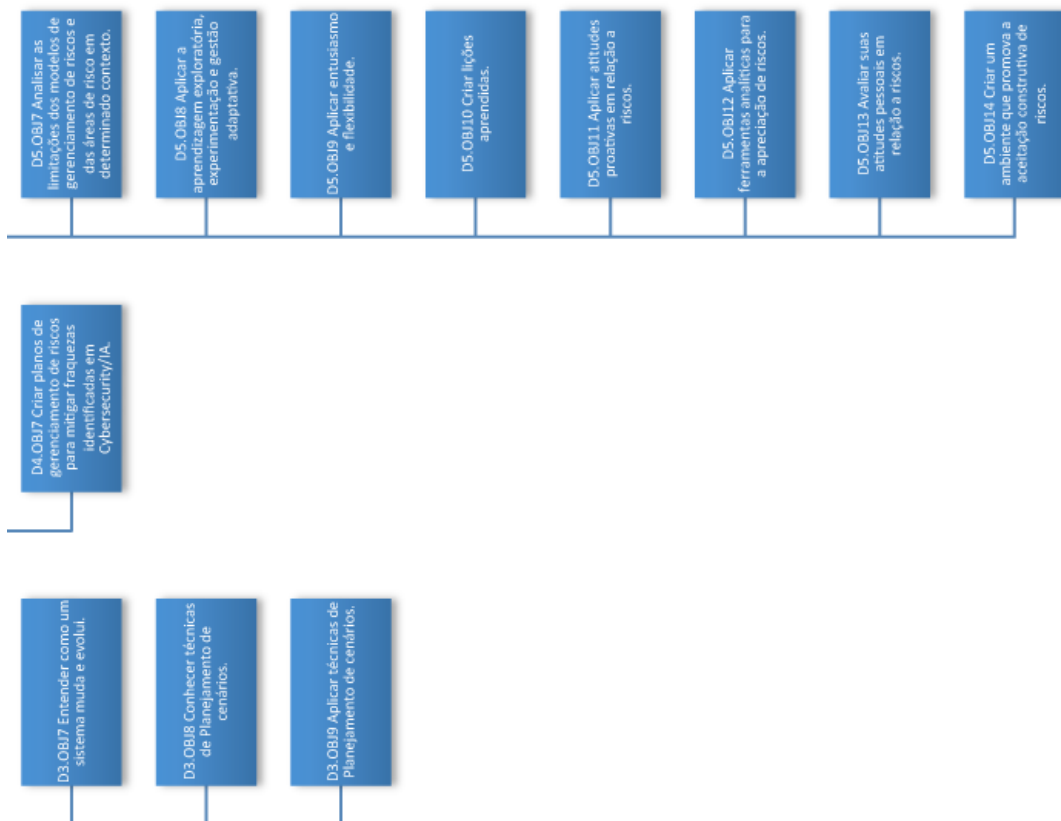 D5.OBJ7 Analisar as
limitações dos modelos de
gerenciamento de riscos e
das áreas de risco em
determinado contexto.
D5.OBJ8 Aplicar a
aprendizagem exploratória,
experimentação e gestão
adaptativa.
D5.OBJ9 Aplicar entusiasmo
e flexibilidade.
D5.OBJ10 Criar lições
aprendidas.
D5.OBJ11 Aplicar atitudes
proativas em relação a
riscos.
D5.OBJ12 Aplicar
ferramentas analíticas para
a apreciação de riscos.
D5.OBJ13 Avaliar suas
atitudes pessoais em
relação a riscos.
D5.OBJ14 Criar um
ambiente que promova a
aceitação construtiva de
riscos.
D4.OBJ7 Criar planos de
gerenciamento de riscos
para mitigar fraquezas
identificadas em
Cybersecurity/IA.
D3.OBJ7 Entender como um
sistema muda e evolui.
D3.OBJ8 Conhecer técnicas
de Planejamento de
cenários.
D3.OBJ9 Aplicar técnicas de
Planejamento de cenários.